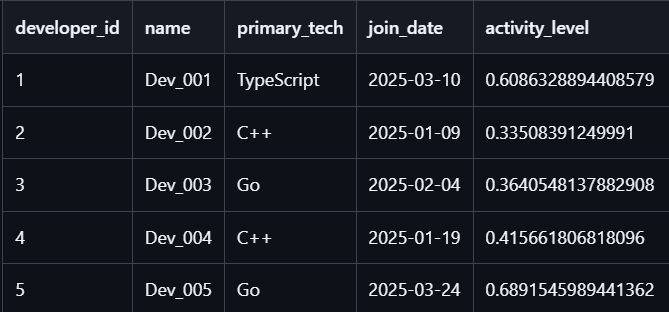 developer_id name primary_tech join_date activity_level
1 Dev_001 TypeScript 2025-03-10 0.6086328894408579
2 Dev_002 C++ 2025-01-09 0.33508391249991
3 Dev_003 Go 2025-02-04 0.3640548137882908
4 Dev_004 C++ 2025-01-19 0.415661806818096
5 Dev_005 Go 2025-03-24 0.6891545989441362